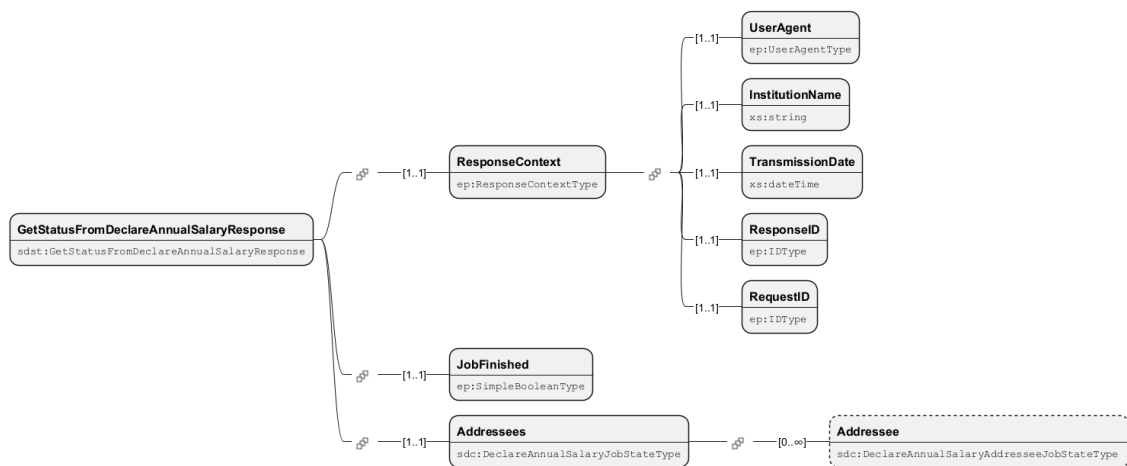 GetStatusFromDeclareAnnualSalaryResponse
sdst:GetStatusFromDeclareAnnualSalaryResponse
[1..1]
ResponseContext
ep:ResponseContextType
[1..1]
UserAgent
ep:UserAgentType
[1..1]
InstitutionName
xs:string
[1..1]
TransmissionDate
xs:dateTime
[1..1]
ResponseID
ep:IDType
[1..1]
RequestID
ep:IDType
[1..1]
JobFinished
ep:SimpleBooleanType
[1..1]
Addressees
sdc:DeclareAnnualSalaryJobStateType
[0..∞]
Addressee
sdc:DeclareAnnualSalaryAddresseeJobStateType